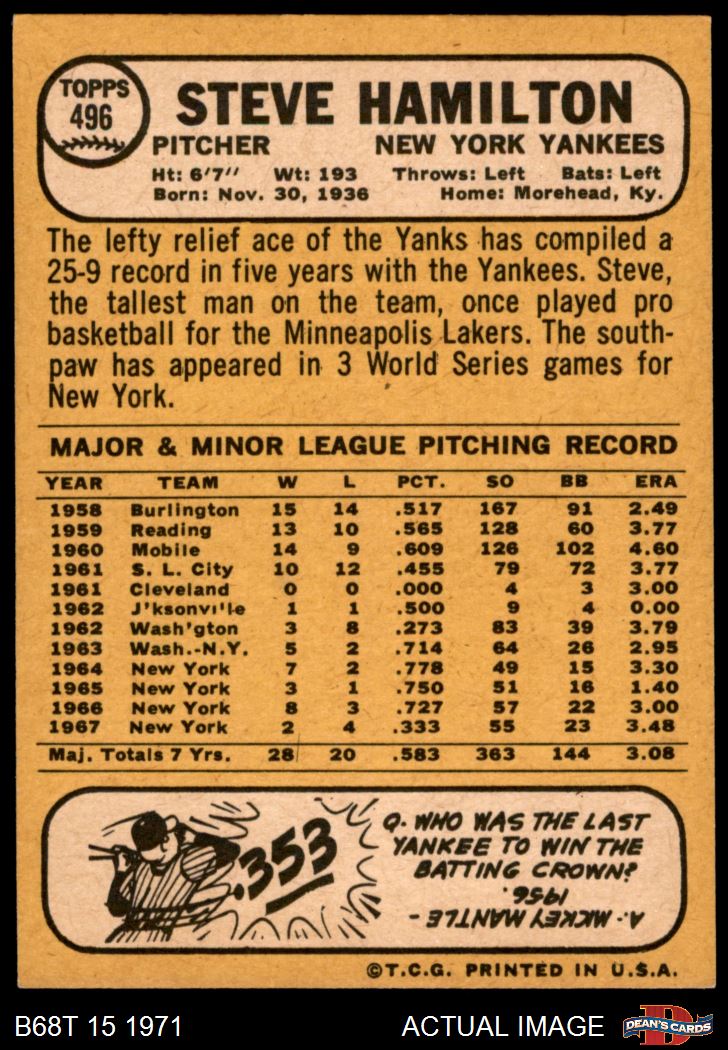 TOPPS
496
STEVE HAMILTON
PITCHER NEW YORK YANKEES
Ht: 6'7" Wt: 193 Throws: Left Bats: Left
Born: Nov. 30, 1936 Home: Morehead, Ky.
The lefty relief ace of the Yanks has compiled a
25-9 record in five years with the Yankees. Steve,
the tallest man on the team, once played pro
basketball for the Minneapolis Lakers. The south-
paw has appeared in 3 World Series games for
New York.
MAJOR & MINOR LEAGUE PITCHING RECORD
YEAR TEAM W L PCT. SO BB ERA
1958 Burlington 15 14 .517 167 91 2.49
1959 Reading 13 10 .565 128 60 3.77
1960 Mobile 14 9 .609 126 102 4.60
1961 S. L. City 10 12 .455 79 72 3.77
1961 Cleveland 0 0 .000 4 3 3.00
1962 J'ksonville 1 1 .500 9 4 0.00
1962 Wash'gton 3 8 .273 83 39 3.79
1963 Wash.-N.Y. 5 2 .714 64 26 2.95
1964 New York 7 2 .778 49 15 3.30
1965 New York 3 1 .750 51 16 1.40
1966 New York 8 3 .727 57 22 3.00
1967 New York 2 4 .333 55 23 3.48
Maj. Totals 7 Yrs. 28 20 .583 363 144 3.08
.353
Q. WHO WAS THE LAST
YANKEE TO WIN THE
BATTING CROWN?
A. MICKEY MANTLE -
1956.
©T.C.G. PRINTED IN U.S.A.
B68T 15 1971 ACTUAL IMAGE
D
DEAN'S CARDS